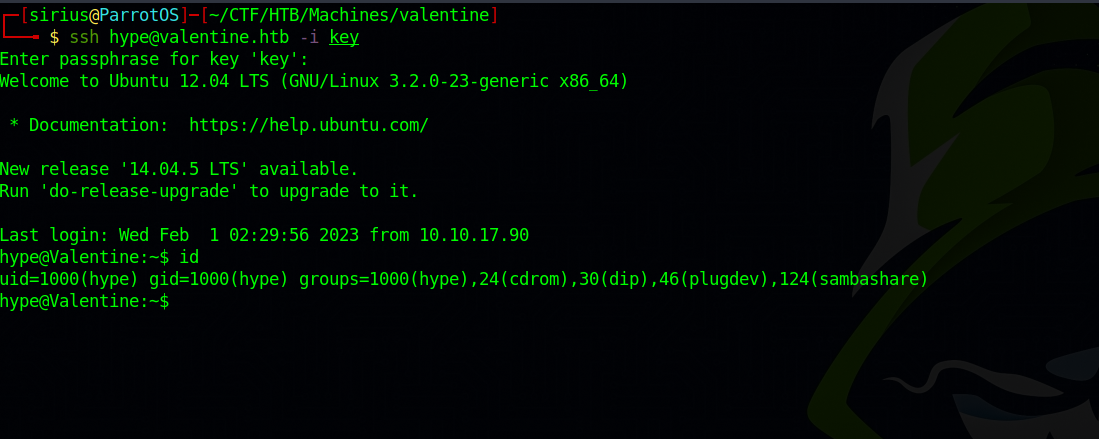 ┌─[sirius@ParrotOS]─[~/CTF/HTB/Machines/valentine]
└──╼ $ ssh hype@valentine.htb -i key
Enter passphrase for key 'key':
Welcome to Ubuntu 12.04 LTS (GNU/Linux 3.2.0-23-generic x86_64)
* Documentation:  https://help.ubuntu.com/
New release '14.04.5 LTS' available.
Run 'do-release-upgrade' to upgrade to it.
Last login: Wed Feb  1 02:29:56 2023 from 10.10.17.90
hype@Valentine:~$ id
uid=1000(hype) gid=1000(hype) groups=1000(hype),24(cdrom),30(dip),46(plugdev),124(sambashare)
hype@Valentine:~$